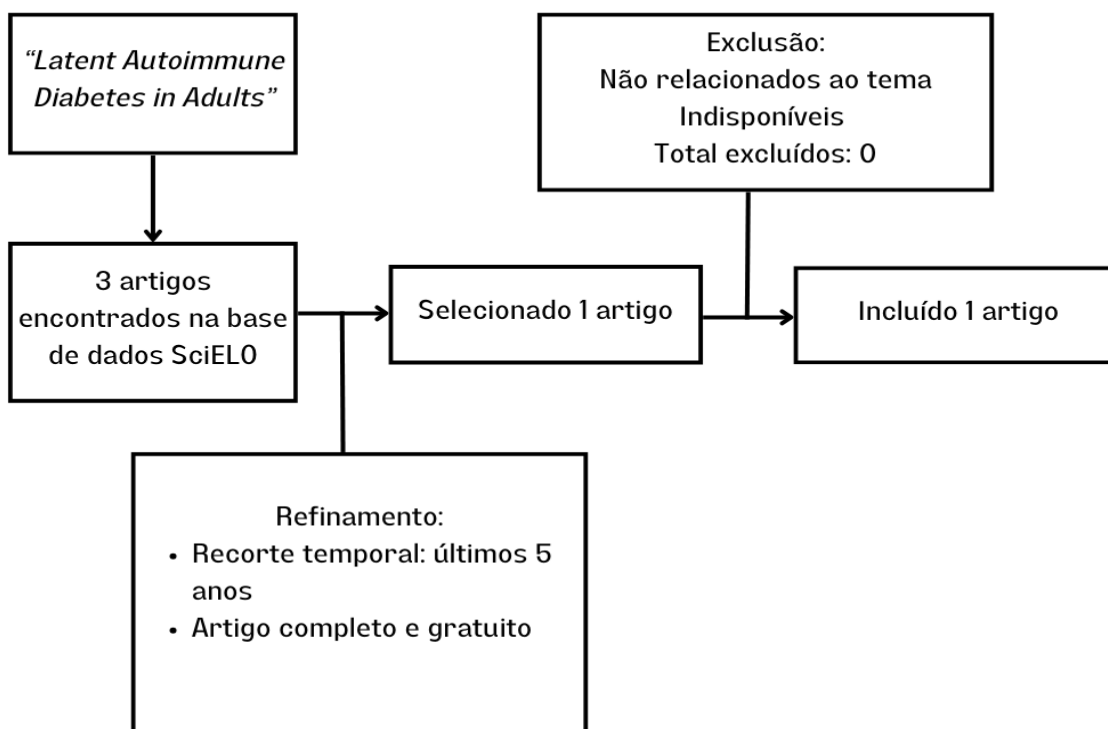 “Latent Autoimmune
Diabetes in Adults”
Exclusão:
Não relacionados ao tema
Indisponíveis
Total excluídos: 0
3 artigos
encontrados na base
de dados SciELO
Selecionado 1 artigo
Incluído 1 artigo
Refinamento:
• Recorte temporal: últimos 5
anos
• Artigo completo e gratuito